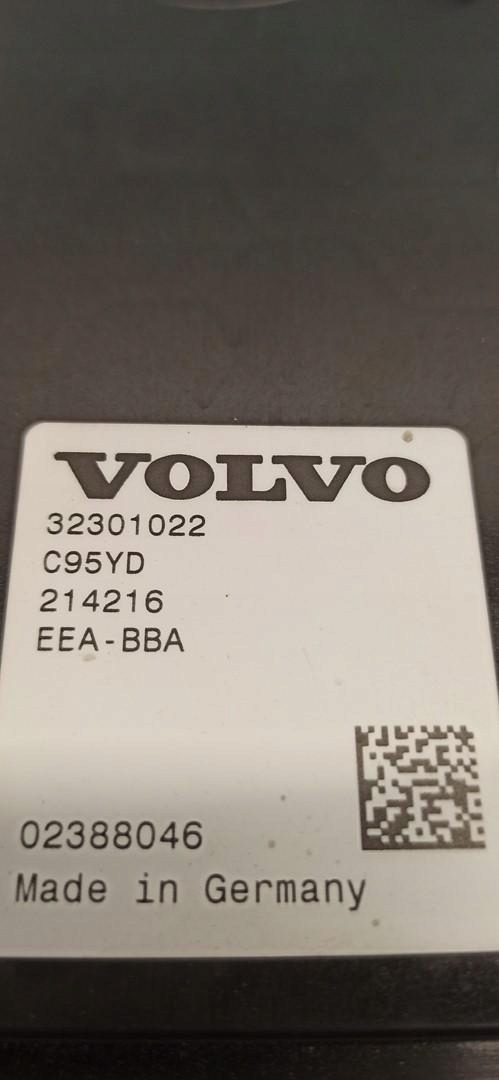 VOLVO
32301022
C95YD
214216
EEA-BBA
02388046
Made in Germany